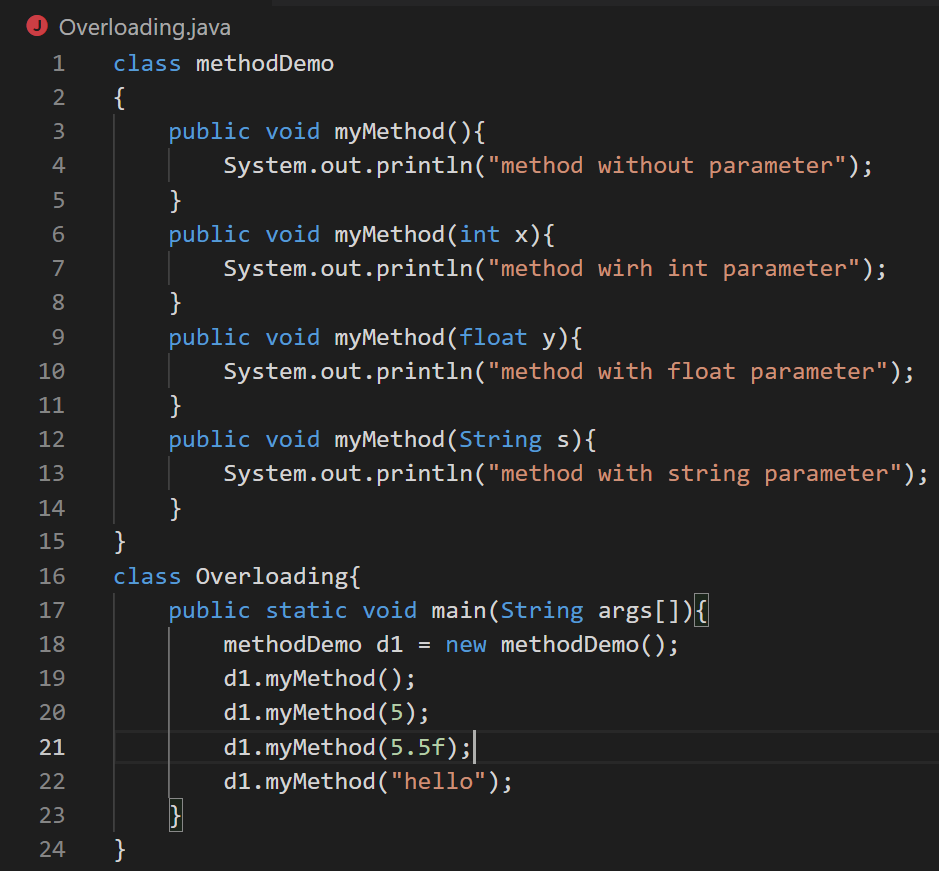 J Overloading.java
1 class methodDemo
2 {
3     public void myMethod(){
4         System.out.println("method without parameter");
5     }
6     public void myMethod(int x){
7         System.out.println("method wirh int parameter");
8     }
9     public void myMethod(float y){
10         System.out.println("method with float parameter");
11     }
12     public void myMethod(String s){
13         System.out.println("method with string parameter");
14     }
15 }
16 class Overloading{
17     public static void main(String args[]){
18         methodDemo d1 = new methodDemo();
19         d1.myMethod();
20         d1.myMethod(5);
21         d1.myMethod(5.5f);
22         d1.myMethod("hello");
23     }
24 }